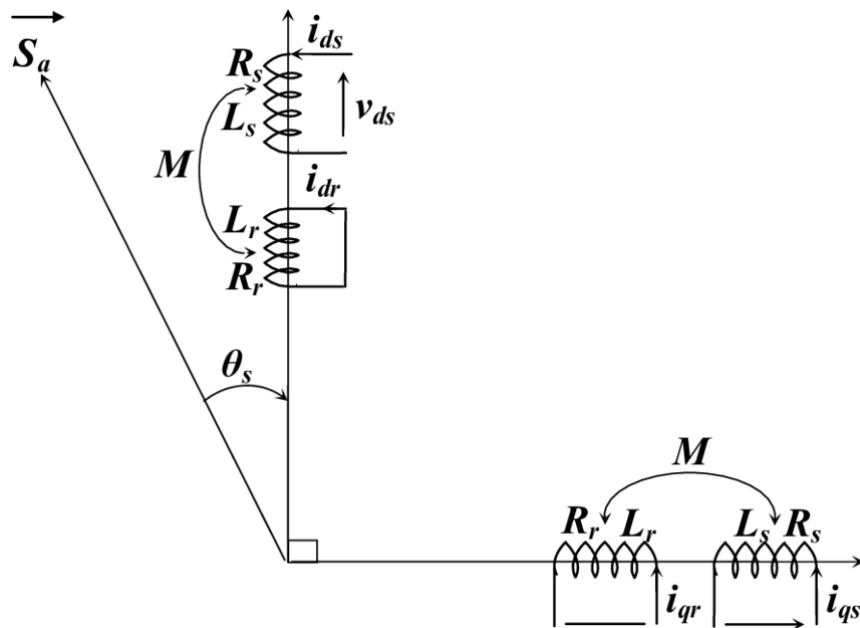 i_ds
S_a
R_s
v_ds
L_s
M
i_dr
L_r
R_r
θ_s
M
R_r L_r L_s R_s
i_qr i_qs